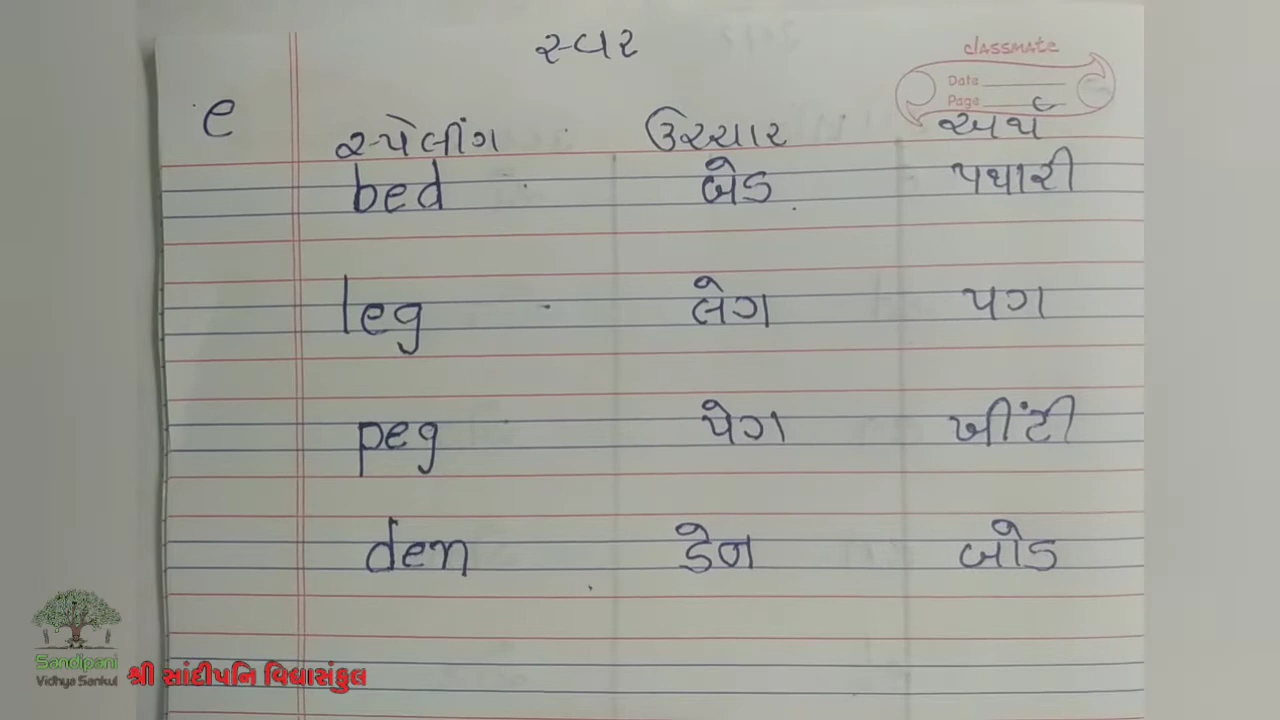 સ્વર
classmate
Date
Page
e
સ્પેલીંગ ઉચ્ચાર અર્થ
bed બેડ પથારી
leg લેગ પગ
peg પેગ ખીંટી
den ડેન બોડ
Sandipani
Vidhya Sankul
શ્રી સાંદીપનિ વિદ્યાસંકુલ